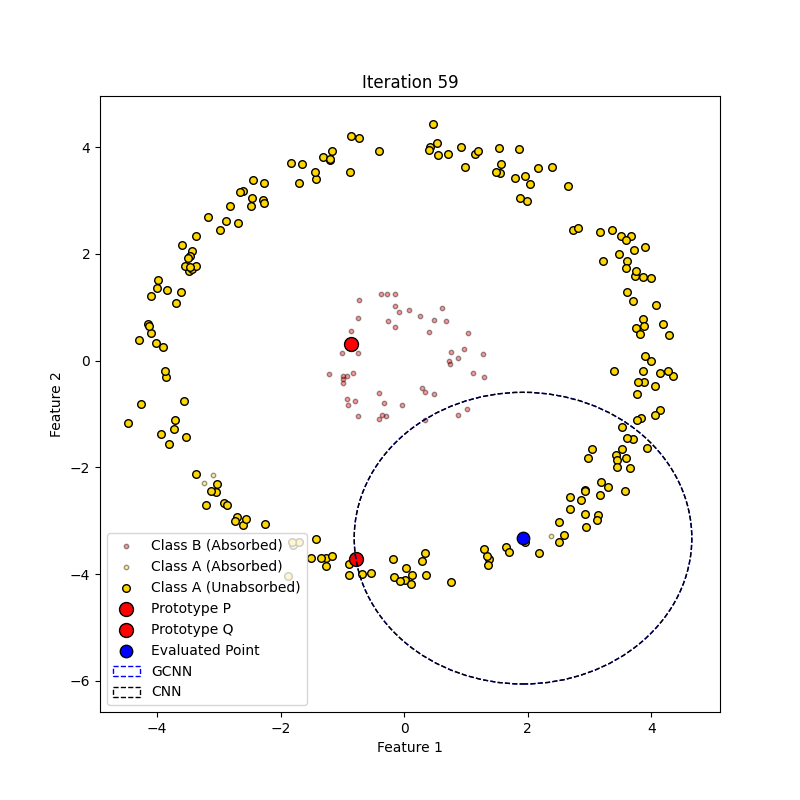 Iteration 59
Feature 2
4
2
0
−2
−4
−6
Class B (Absorbed)
Class A (Absorbed)
Class A (Unabsorbed)
Prototype P
Prototype Q
Evaluated Point
GCNN
CNN
−4 −2 0 2 4
Feature 1